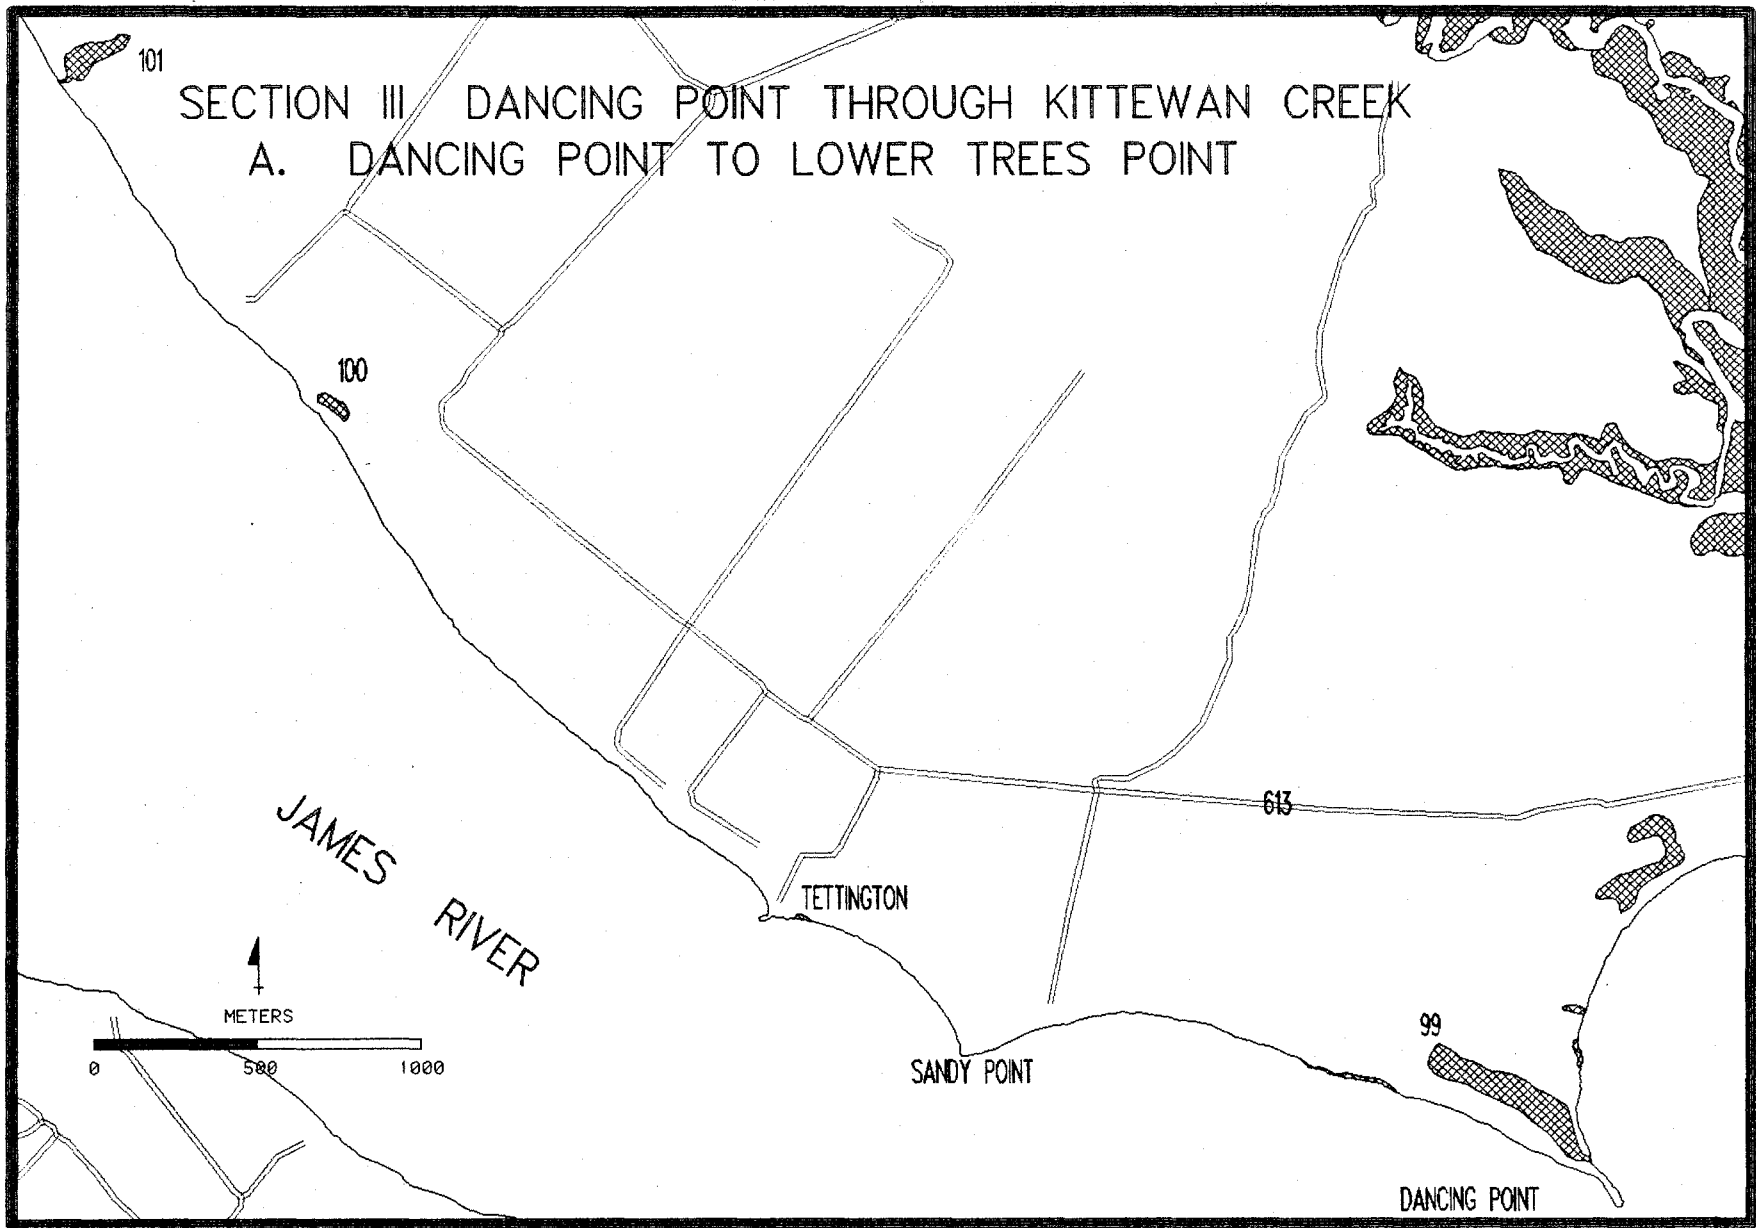 101
SECTION III DANCING POINT THROUGH KITTEWAN CREEK
A. DANCING POINT TO LOWER TREES POINT
100
613
JAMES RIVER
TETTINGTON
METERS
0 500 1000
99
SANDY POINT
DANCING POINT